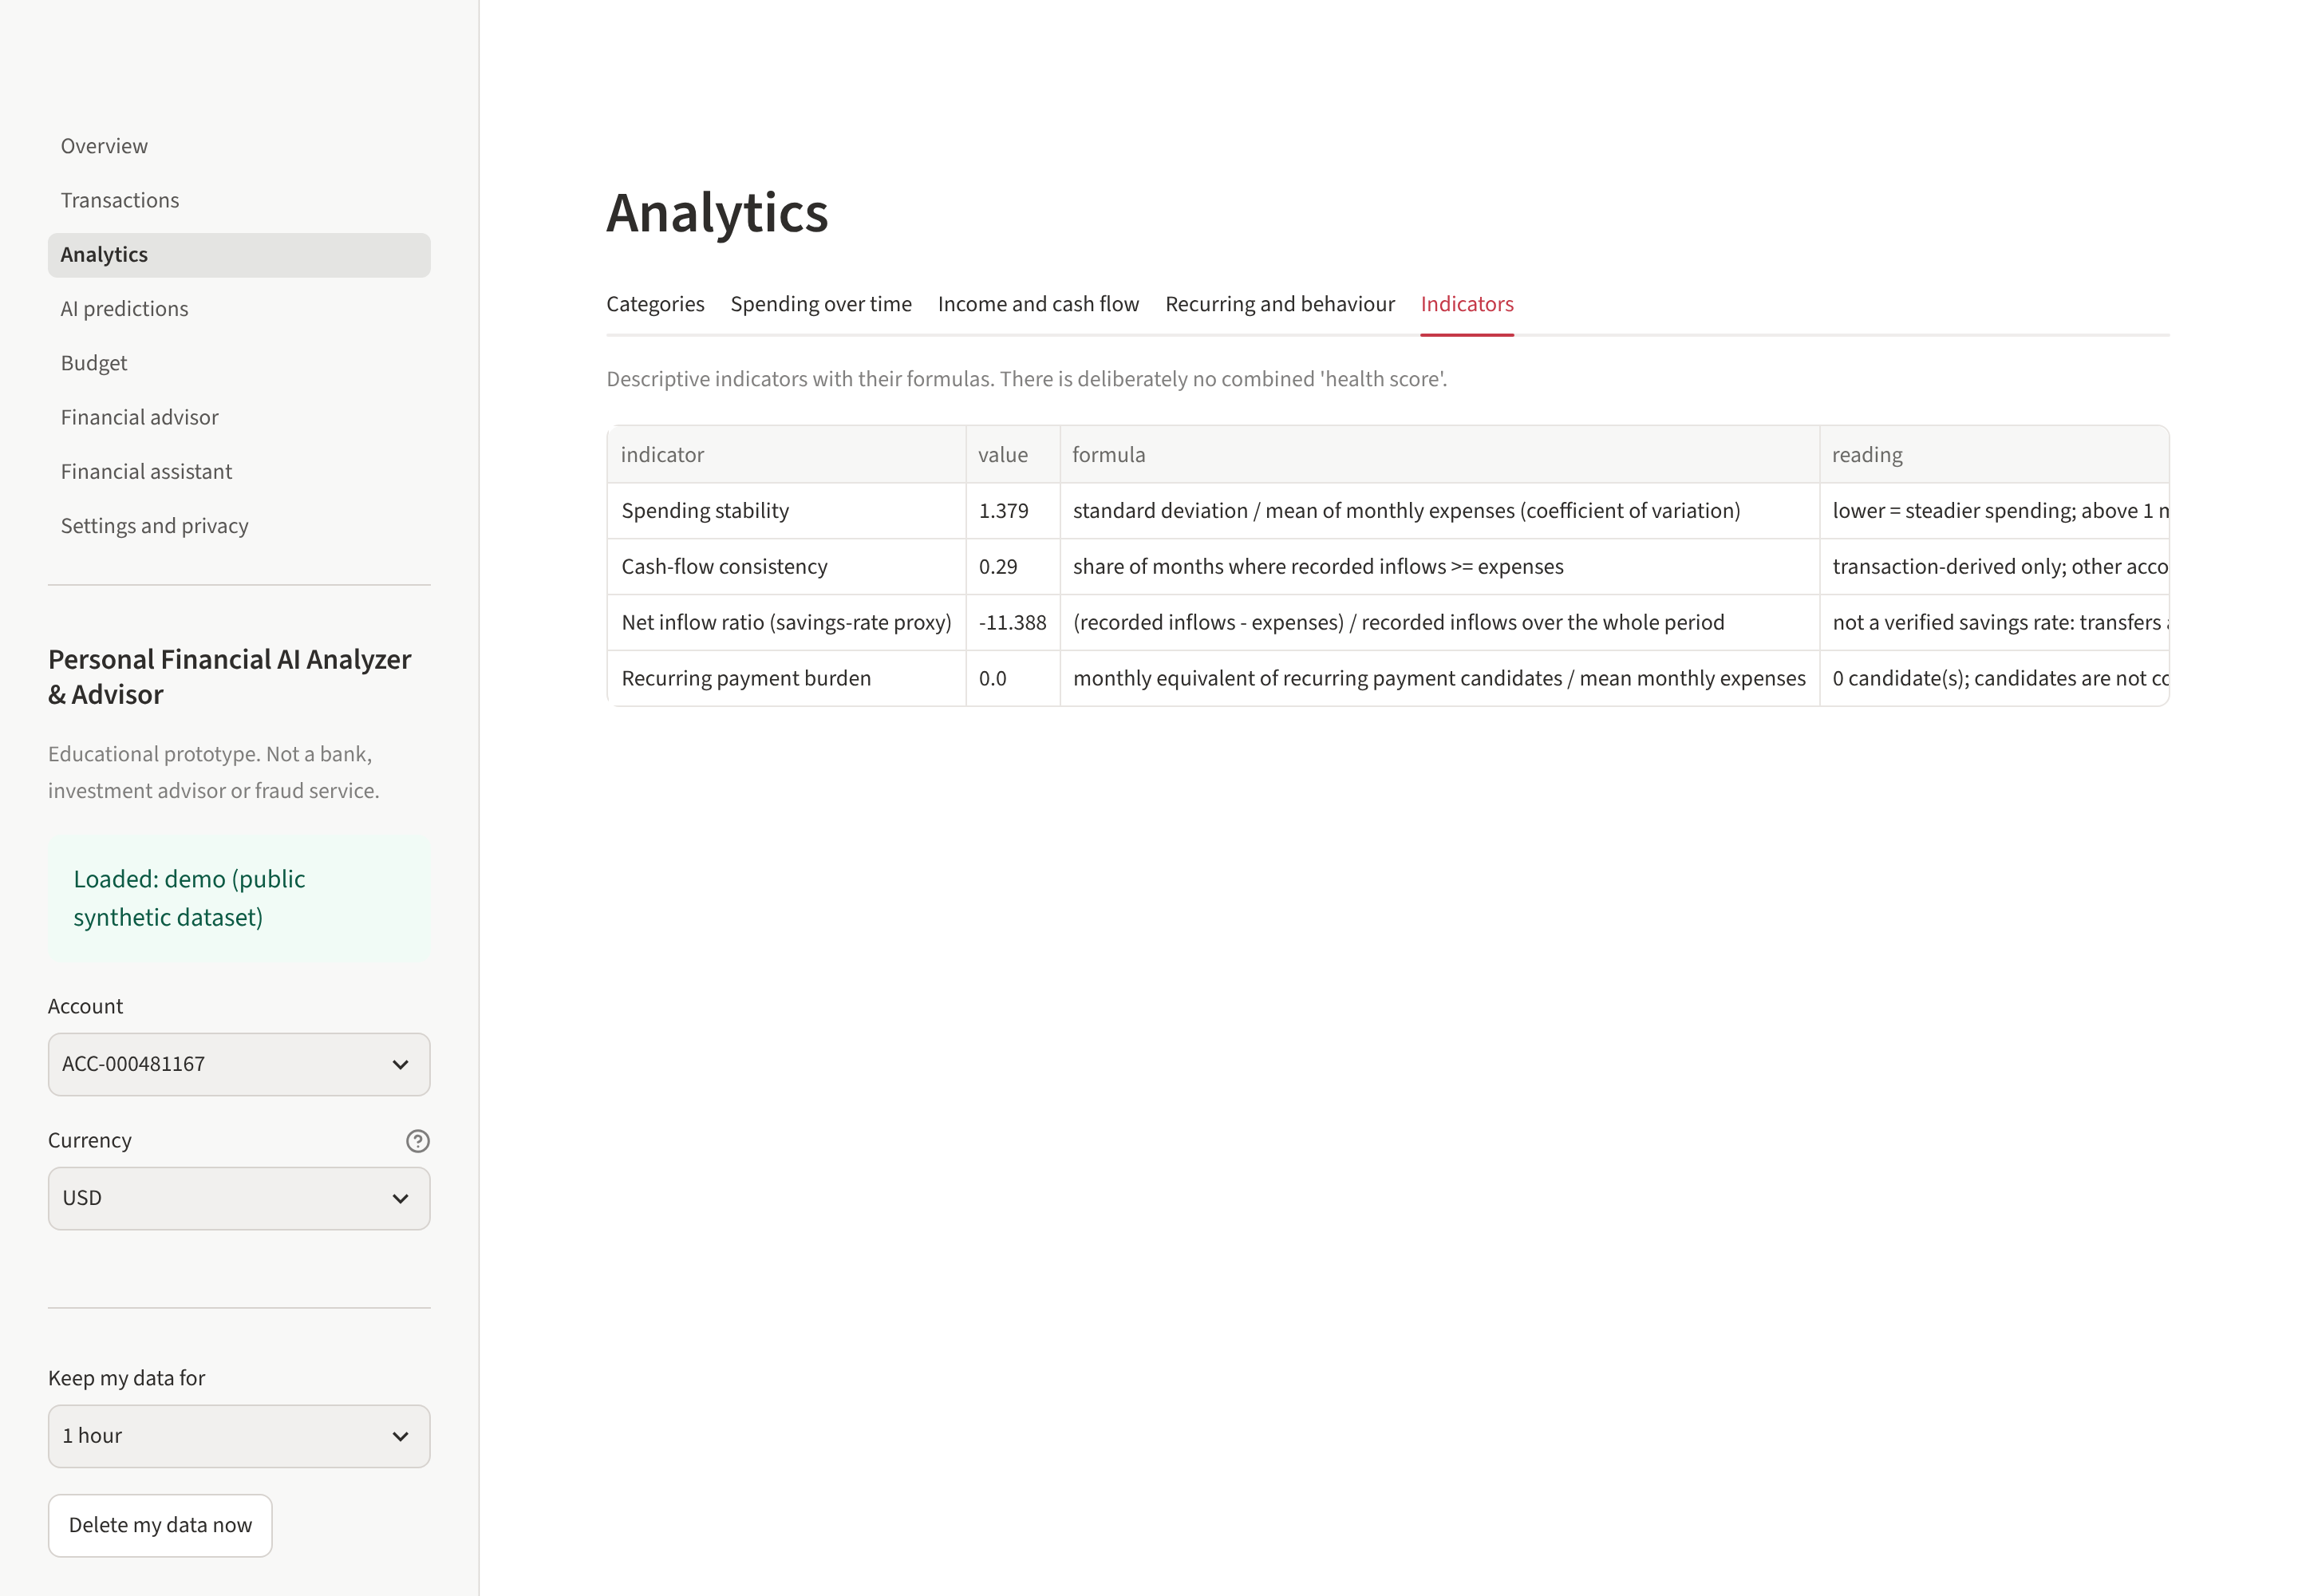 Overview
Transactions
Analytics
AI predictions
Budget
Financial advisor
Financial assistant
Settings and privacy
Personal Financial AI Analyzer
& Advisor
Educational prototype. Not a bank,
investment advisor or fraud service.
Loaded: demo (public
synthetic dataset)
Account
ACC-000481167
Currency
USD
Keep my data for
1 hour
Delete my data now
Analytics
Categories Spending over time Income and cash flow Recurring and behaviour Indicators
Descriptive indicators with their formulas. There is deliberately no combined 'health score'.
indicator value formula reading
Spending stability 1.379 standard deviation / mean of monthly expenses (coefficient of variation) lower = steadier spending; above 1
Cash-flow consistency 0.29 share of months where recorded inflows >= expenses transaction-derived only; other acco
Net inflow ratio (savings-rate proxy) -11.388 (recorded inflows - expenses) / recorded inflows over the whole period not a verified savings rate: transfers
Recurring payment burden 0.0 monthly equivalent of recurring payment candidates / mean monthly expenses 0 candidate(s); candidates are not co